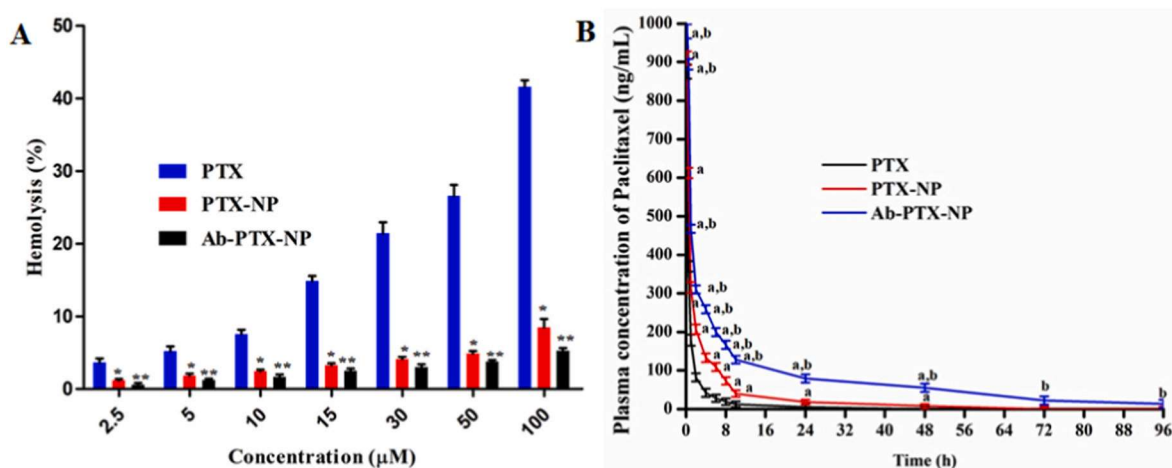 A
Hemolysis (%)
50
40
30
20
10
0
PTX
PTX-NP
Ab-PTX-NP
* ** * ** * ** * ** * ** * ** * **
2.5 5 10 15 30 50 100
Concentration (µM)
B
Plasma concentration of Paclitaxel (ng/mL)
1000
900
800
700
600
500
400
300
200
100
0
PTX
PTX-NP
Ab-PTX-NP
a,b
a
a,b
a
a,b
a,b
a
a,b
a
a,b
a
a,b
a
a,b
a
a,b
a
a,b
a
b
b
0 8 16 24 32 40 48 56 64 72 80 88 96
Time (h)